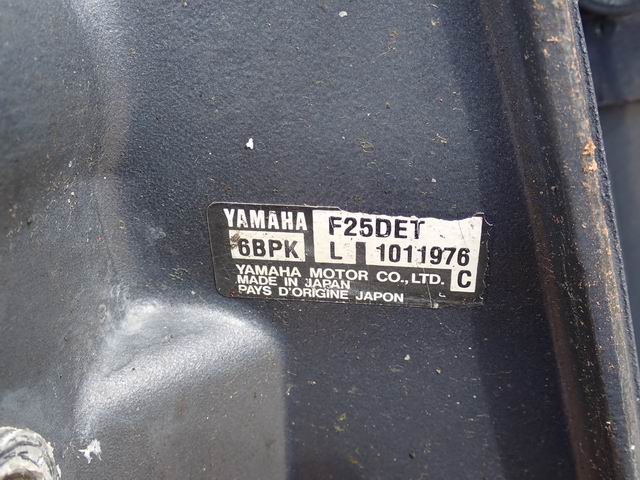 YAMAHA F25DET
6BPK L 1011976
YAMAHA MOTOR CO.,LTD. C
MADE IN JAPAN
PAYS D'ORIGINE JAPON